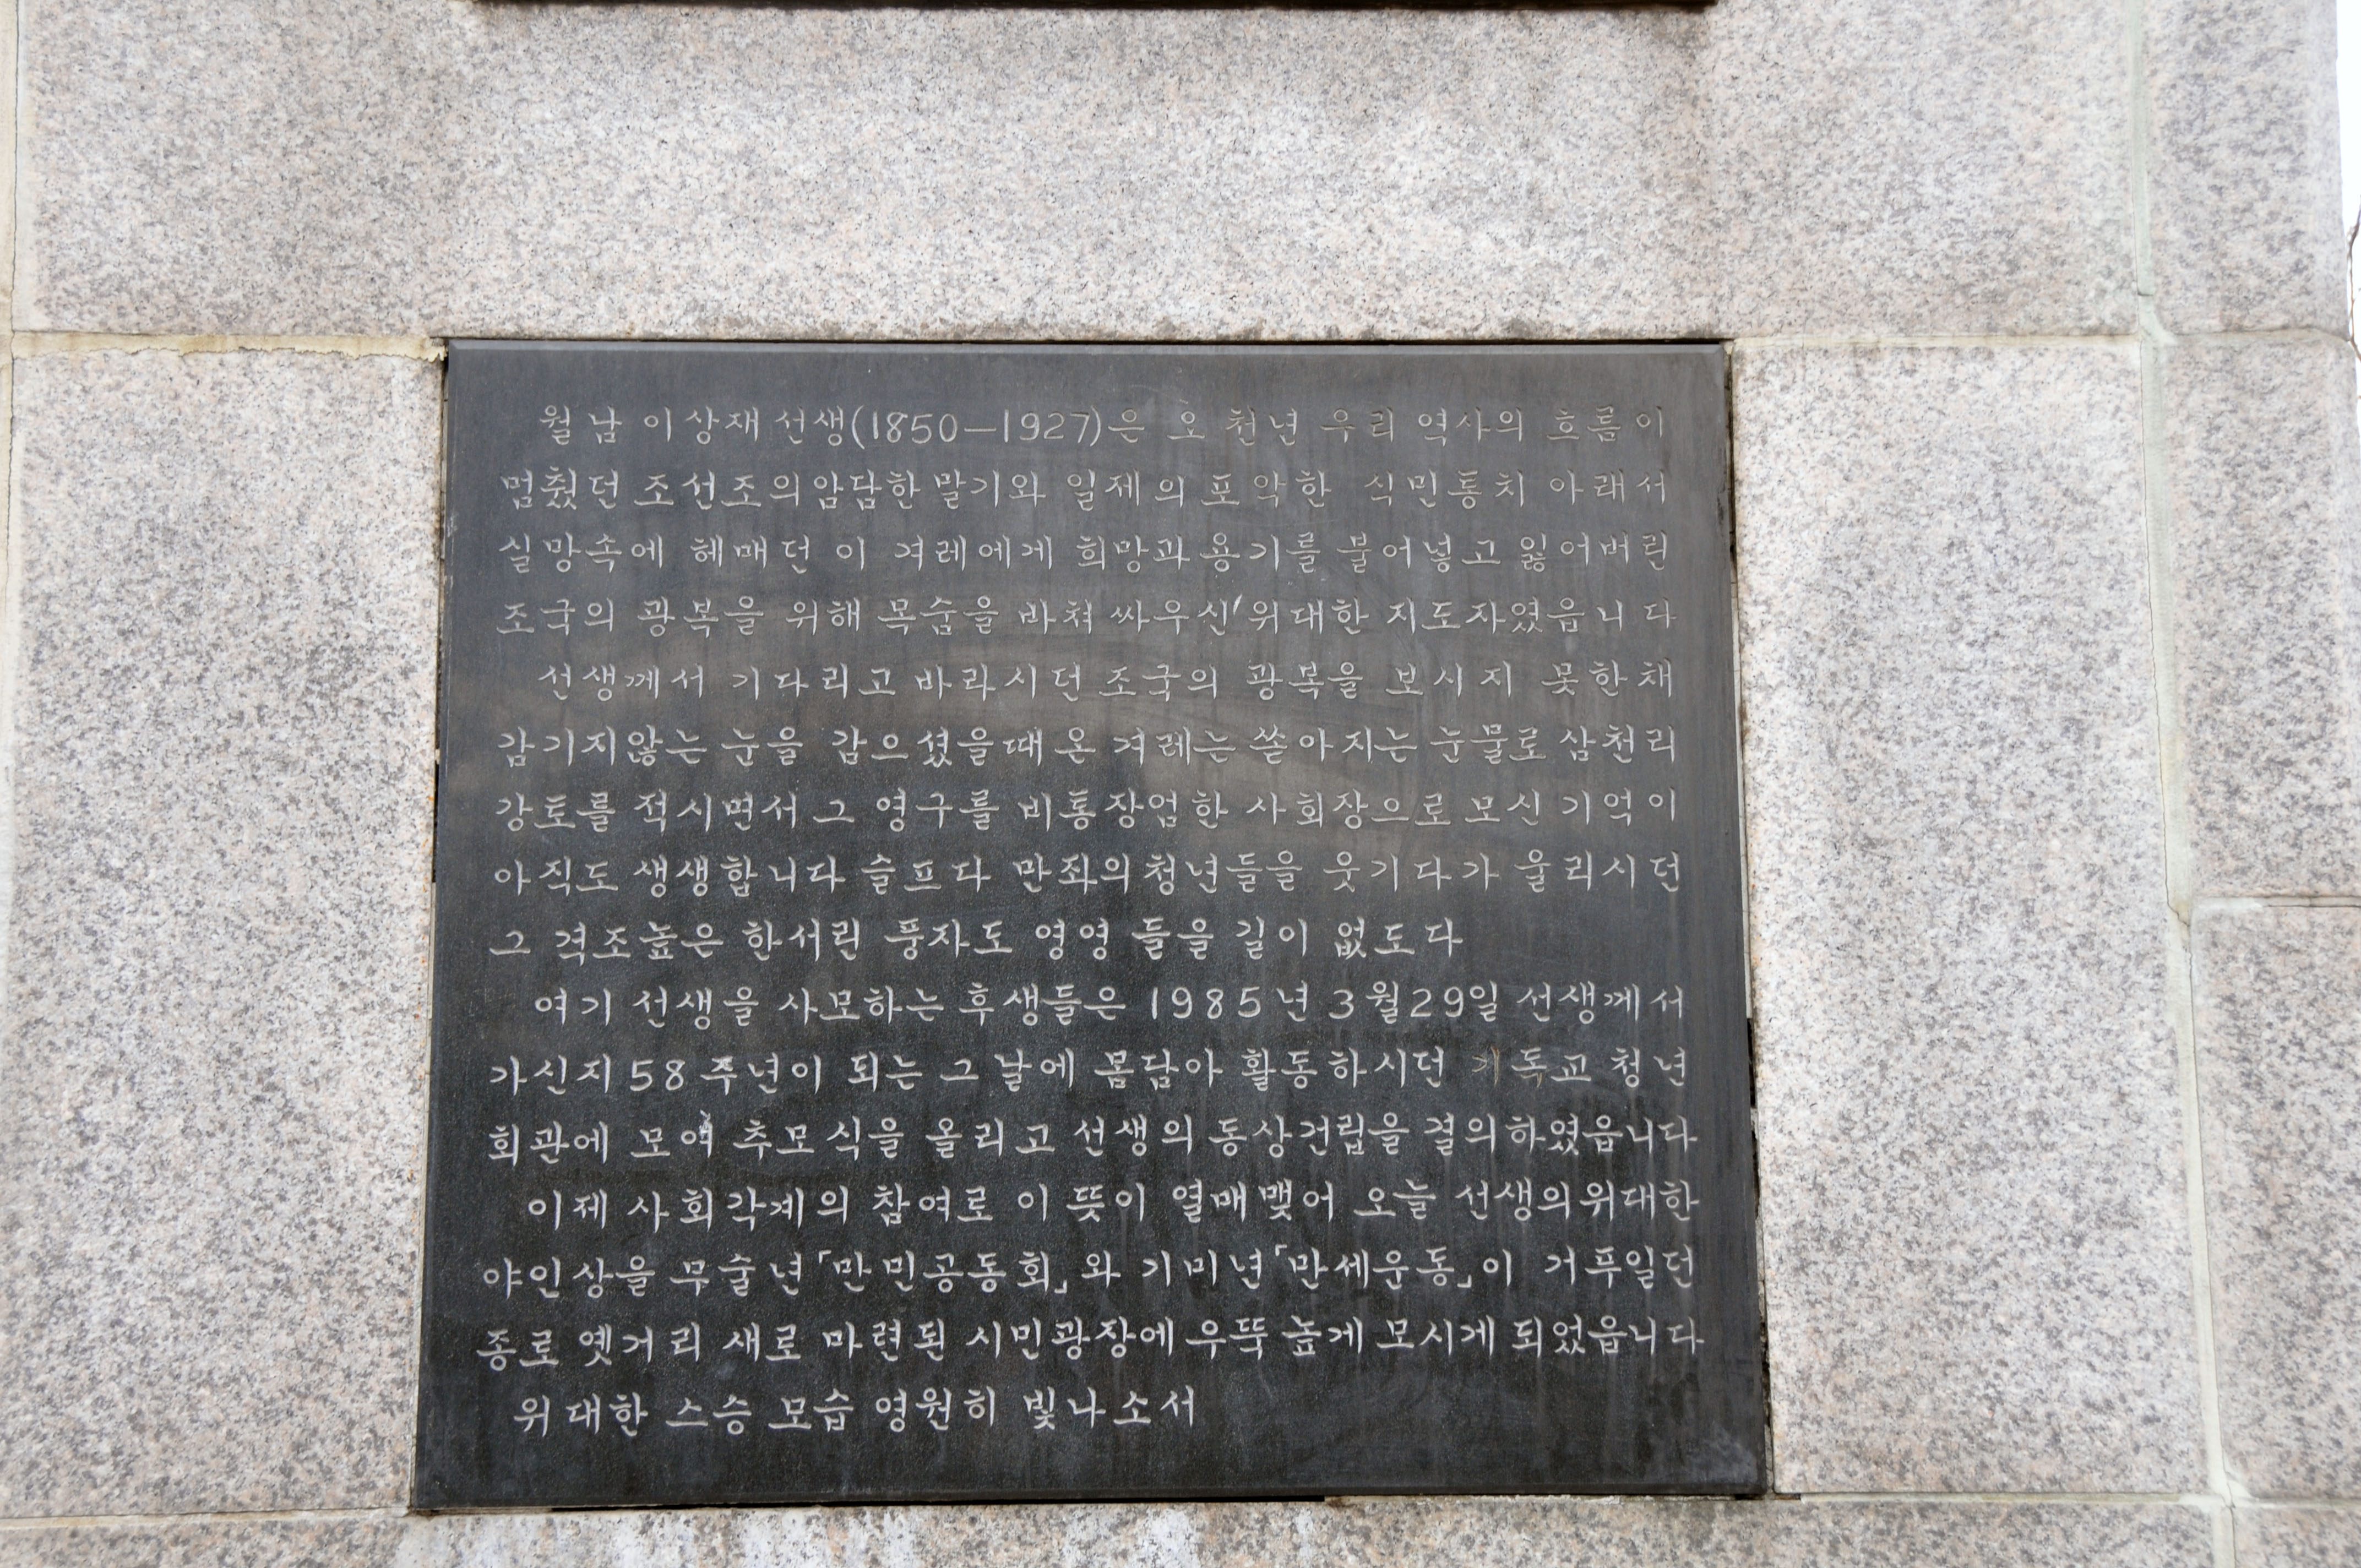 월남 이상재 선생(1850—1927)은 오 천년 우리 역사의 흐름이
멈췄던 조선조의 암담한 말기와 일제의 포악한 식민통치 아래서
실망속에 헤매던 이 겨레에게 희망과 용기를 불어넣고 잃어버린
조국의 광복을 위해 목숨을 바쳐 싸우신 위대한 지도자였읍니다
선생께서 기다리고 바라시던 조국의 광복을 보시지 못한채
감기지않는 눈을 감으셨을때 온 겨레는 쏟아지는 눈물로 삼천리
강토를 적시면서 그 영구를 비통장엄한 사회장으로 모신 기억이
아직도 생생합니다 슬프다 만좌의 청년들을 웃기다가 울리시던
그 격조높은 한서린 풍자도 영영 들을 길이 없도다
여기 선생을 사모하는 후생들은 1985년 3월29일 선생께서
가신지 58주년이 되는 그날에 몸담아 활동하시던 기독교 청년
회관에 모여 추모식을 올리고 선생의 동상건립을 결의하였읍니다
이제 사회각계의 참여로 이 뜻이 열매맺어 오늘 선생의 위대한
야인상을 무술년「만민공동회」와 기미년「만세운동」이 거푸일던
종로 옛거리 새로 마련된 시민광장에 우뚝 높게 모시게 되었읍니다
위대한 스승 모습 영원히 빛나소서